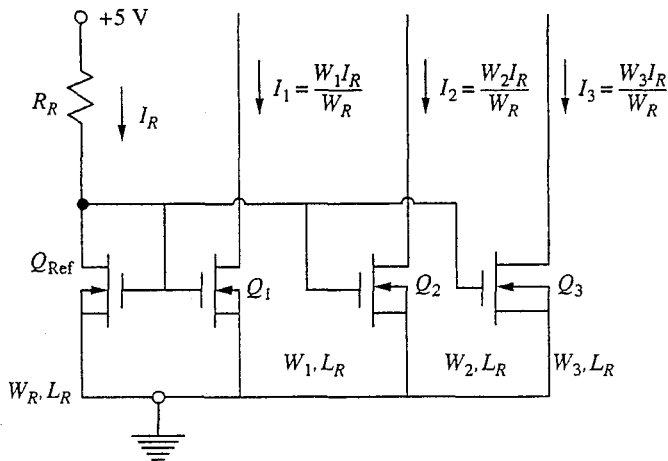 +5 V
R_R
I_R
I_1 = W_1 I_R / W_R
I_2 = W_2 I_R / W_R
I_3 = W_3 I_R / W_R
Q_Ref
Q_1
Q_2
Q_3
W_R, L_R
W_1, L_R
W_2, L_R
W_3, L_R